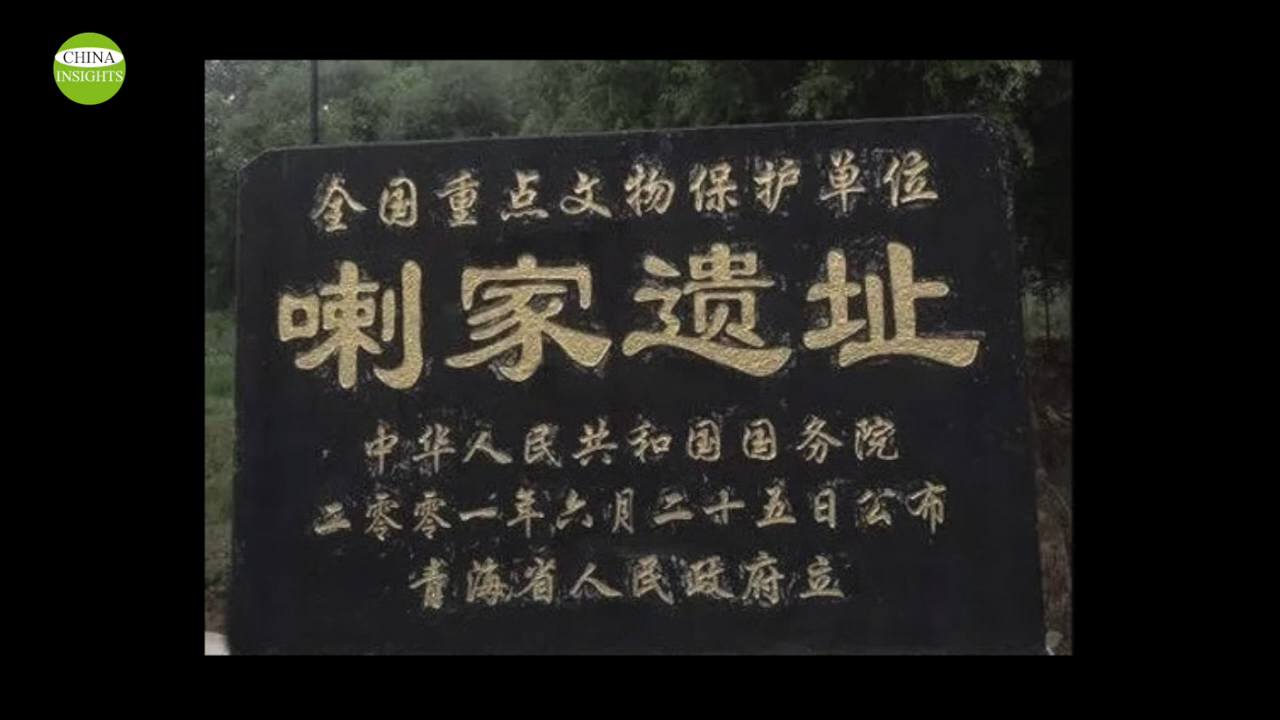 CHINA
INSIGHTS
全国重点文物保护单位
喇家遗址
中华人民共和国国务院
二零零一年六月二十五日公布
青海省人民政府立